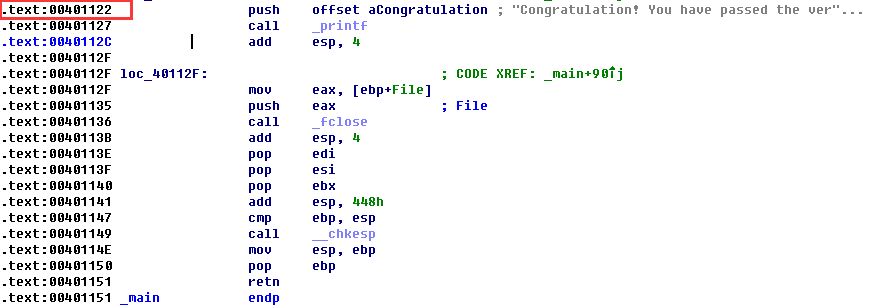 .text:00401122 push offset aCongratulation ; "Congratulation! You have passed the ver"...
.text:00401127 call _printf
.text:0040112C add esp, 4
.text:0040112F
.text:0040112F loc_40112F: ; CODE XREF: _main+90↑j
.text:0040112F mov eax, [ebp+File]
.text:00401135 push eax ; File
.text:00401136 call _fclose
.text:0040113B add esp, 4
.text:0040113E pop edi
.text:0040113F pop esi
.text:00401140 pop ebx
.text:00401141 add esp, 448h
.text:00401147 cmp ebp, esp
.text:00401149 call __chkesp
.text:0040114E mov esp, ebp
.text:00401150 pop ebp
.text:00401151 retn
.text:00401151 _main endp